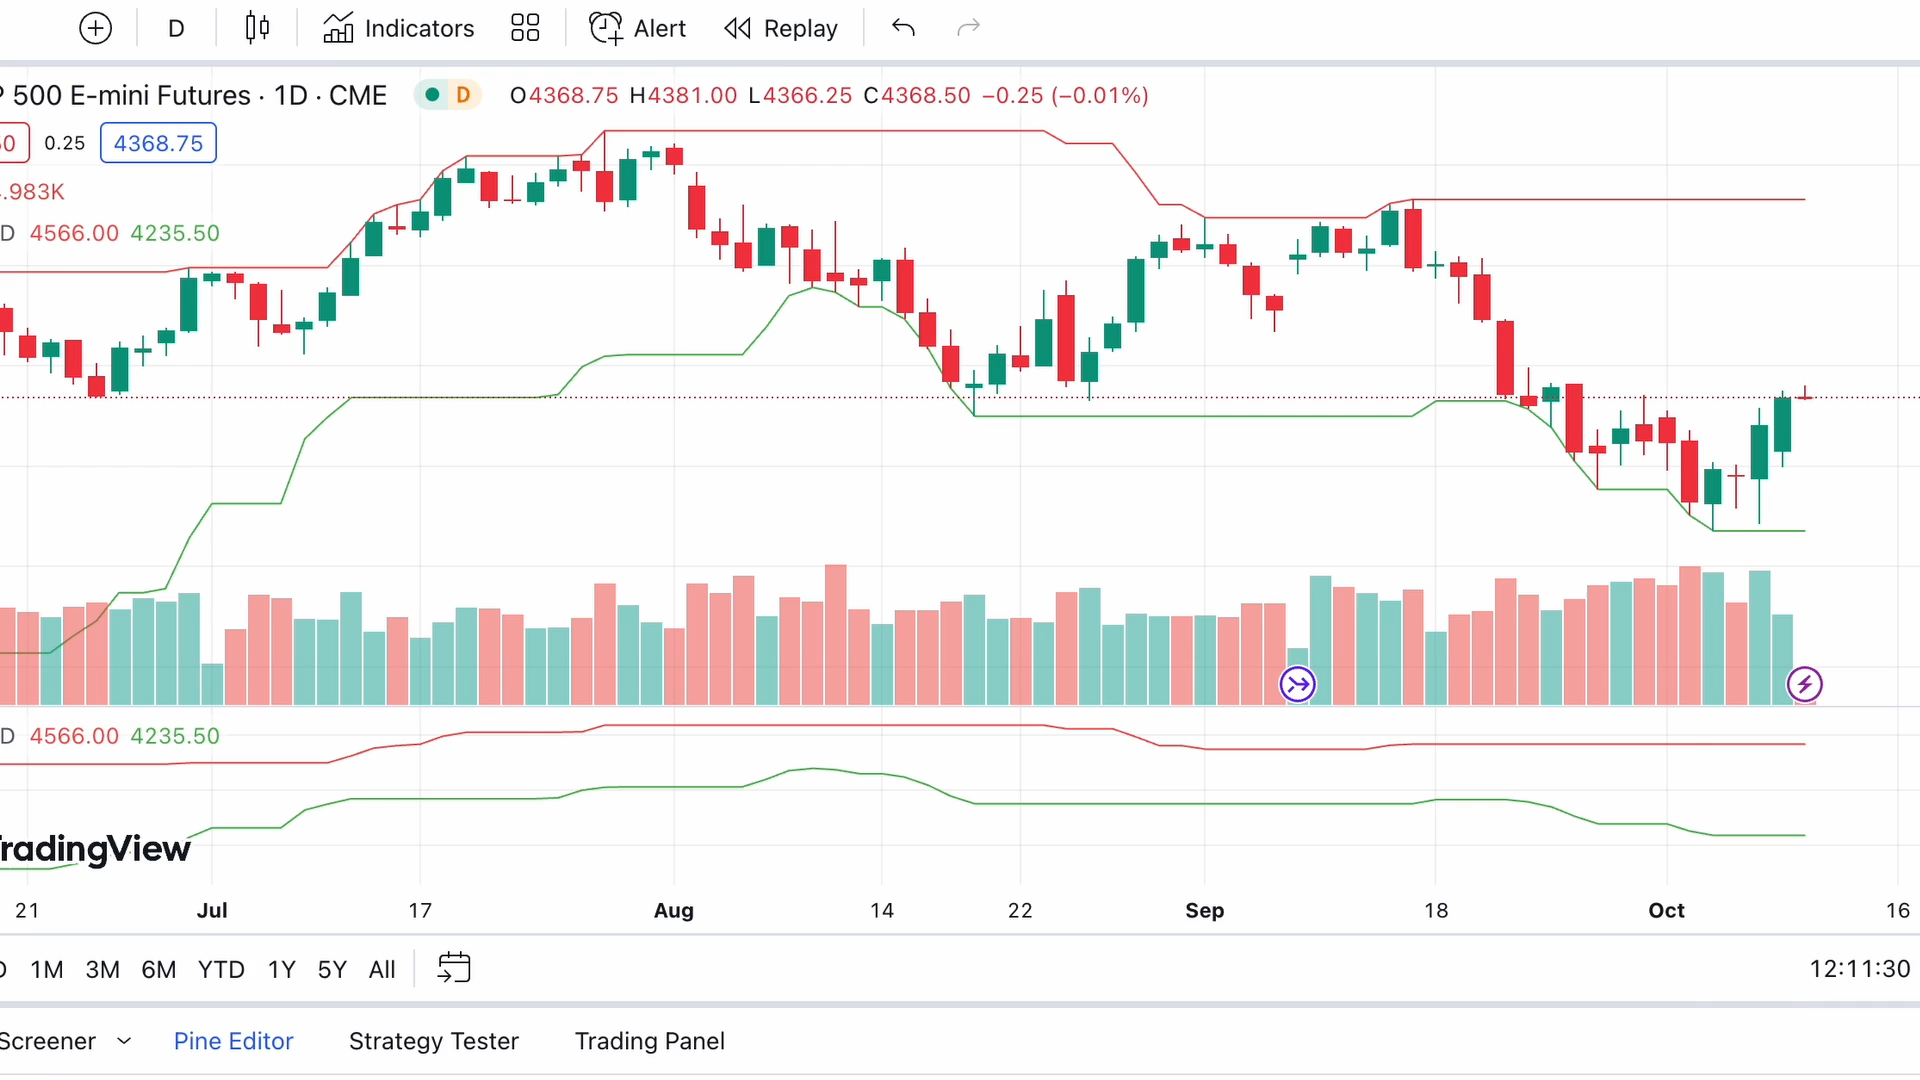 D Indicators Alert Replay
500 E-mini Futures · 1D · CME D O4368.75 H4381.00 L4366.25 C4368.50 −0.25 (−0.01%)
0.25 4368.75
.983K
D 4566.00 4235.50
D 4566.00 4235.50
TradingView
21 Jul 17 Aug 14 22 Sep 18 Oct 16
1M 3M 6M YTD 1Y 5Y All 12:11:30
Screener Pine Editor Strategy Tester Trading Panel